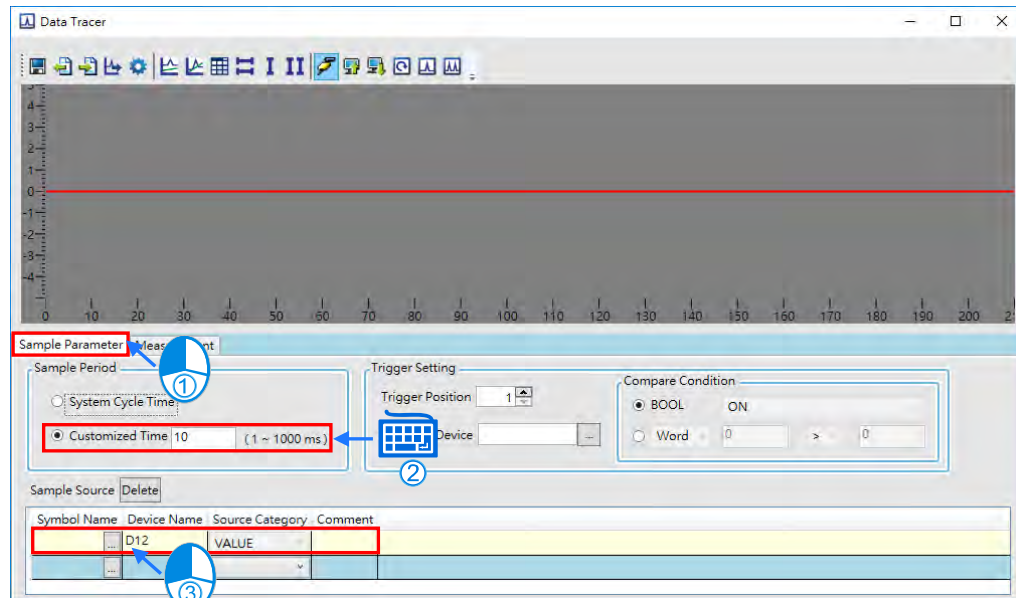 Data Tracer
4
3
2
1
0
-1
-2
-3
-4
0 10 20 30 40 50 60 70 80 90 100 110 120 130 140 150 160 170 180 190 200
Sample Parameter
Sample Period
System Cycle Time
Customized Time 10 (1 ~ 1000 ms)
Trigger Setting
Trigger Position 1
Device ...
Compare Condition
BOOL ON
Word 0 > 0
①
②
Sample Source Delete
Symbol Name Device Name Source Category Comment
... D12 VALUE
...
③